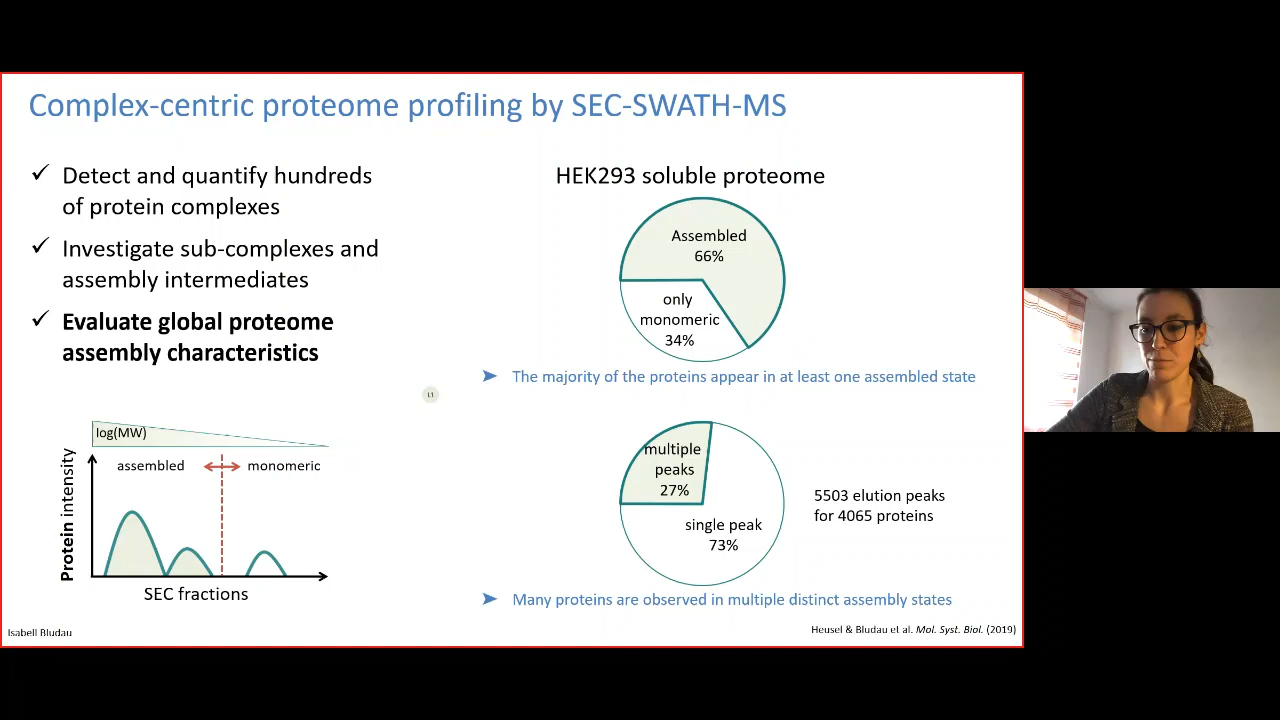 Complex-centric proteome profiling by SEC-SWATH-MS
✓ Detect and quantify hundreds
of protein complexes
✓ Investigate sub-complexes and
assembly intermediates
✓ Evaluate global proteome
assembly characteristics
log(MW)
assembled
monomeric
Protein intensity
SEC fractions
Isabell Bludau
HEK293 soluble proteome
Assembled
66%
only
monomeric
34%
➤ The majority of the proteins appear in at least one assembled state
multiple
peaks
27%
single peak
73%
5503 elution peaks
for 4065 proteins
➤ Many proteins are observed in multiple distinct assembly states
Heusel & Bludau et al. Mol. Syst. Biol. (2019)